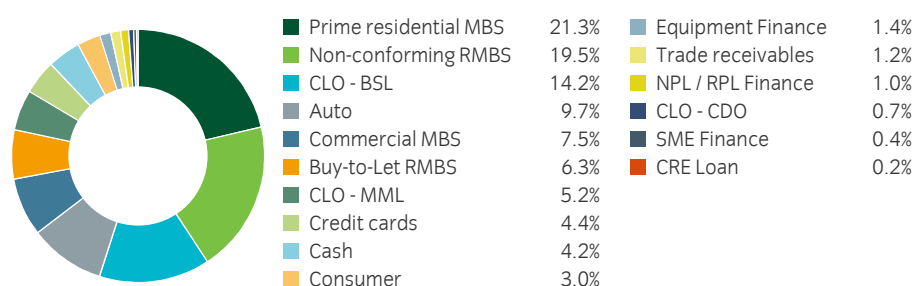 Prime residential MBS 21.3%
Non-conforming RMBS 19.5%
CLO - BSL 14.2%
Auto 9.7%
Commercial MBS 7.5%
Buy-to-Let RMBS 6.3%
CLO - MML 5.2%
Credit cards 4.4%
Cash 4.2%
Consumer 3.0%
Equipment Finance 1.4%
Trade receivables 1.2%
NPL / RPL Finance 1.0%
CLO - CDO 0.7%
SME Finance 0.4%
CRE Loan 0.2%